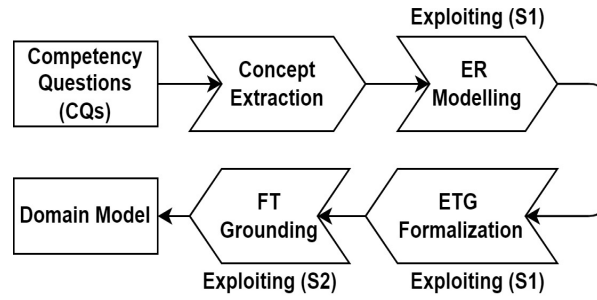 Exploiting (S1)
Competency
Questions
(CQs)
Concept
Extraction
ER
Modelling
Domain Model
FT
Grounding
ETG
Formalization
Exploiting (S2)
Exploiting (S1)